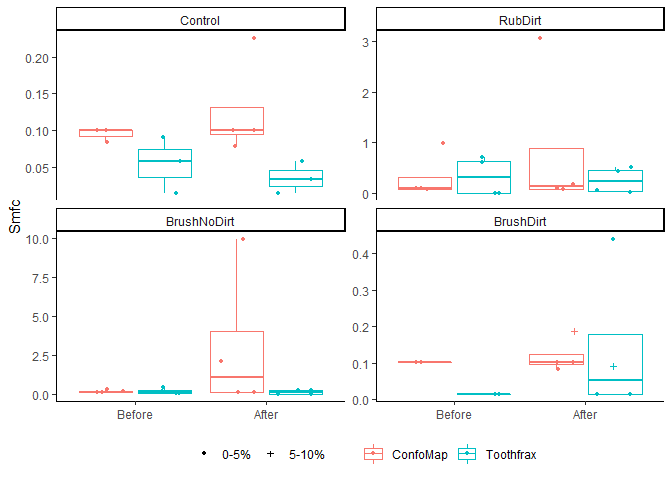 Control
RubDirt
0.20
0.15
0.10
0.05
3
2
1
0
Smfc
BrushNoDirt
BrushDirt
10.0
7.5
5.0
2.5
0.0
0.4
0.3
0.2
0.1
0.0
Before
After
Before
After
0-5%
5-10%
ConfoMap
Toothfrax